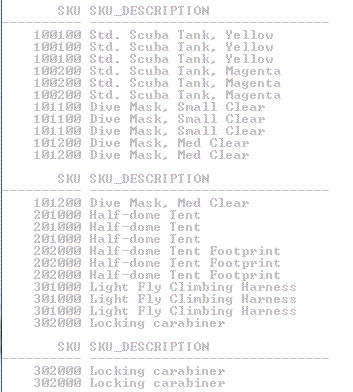 SKU SKU_DESCRIPTION
---------- -----------------------------------
100100 Std. Scuba Tank, Yellow
100100 Std. Scuba Tank, Yellow
100100 Std. Scuba Tank, Yellow
100200 Std. Scuba Tank, Magenta
100200 Std. Scuba Tank, Magenta
100200 Std. Scuba Tank, Magenta
101100 Dive Mask, Small Clear
101100 Dive Mask, Small Clear
101100 Dive Mask, Small Clear
101200 Dive Mask, Med Clear
101200 Dive Mask, Med Clear
SKU SKU_DESCRIPTION
---------- -----------------------------------
101200 Dive Mask, Med Clear
201000 Half-dome Tent
201000 Half-dome Tent
201000 Half-dome Tent
202000 Half-dome Tent Footprint
202000 Half-dome Tent Footprint
202000 Half-dome Tent Footprint
301000 Light Fly Climbing Harness
301000 Light Fly Climbing Harness
301000 Light Fly Climbing Harness
302000 Locking carabiner
SKU SKU_DESCRIPTION
---------- -----------------------------------
302000 Locking carabiner
302000 Locking carabiner